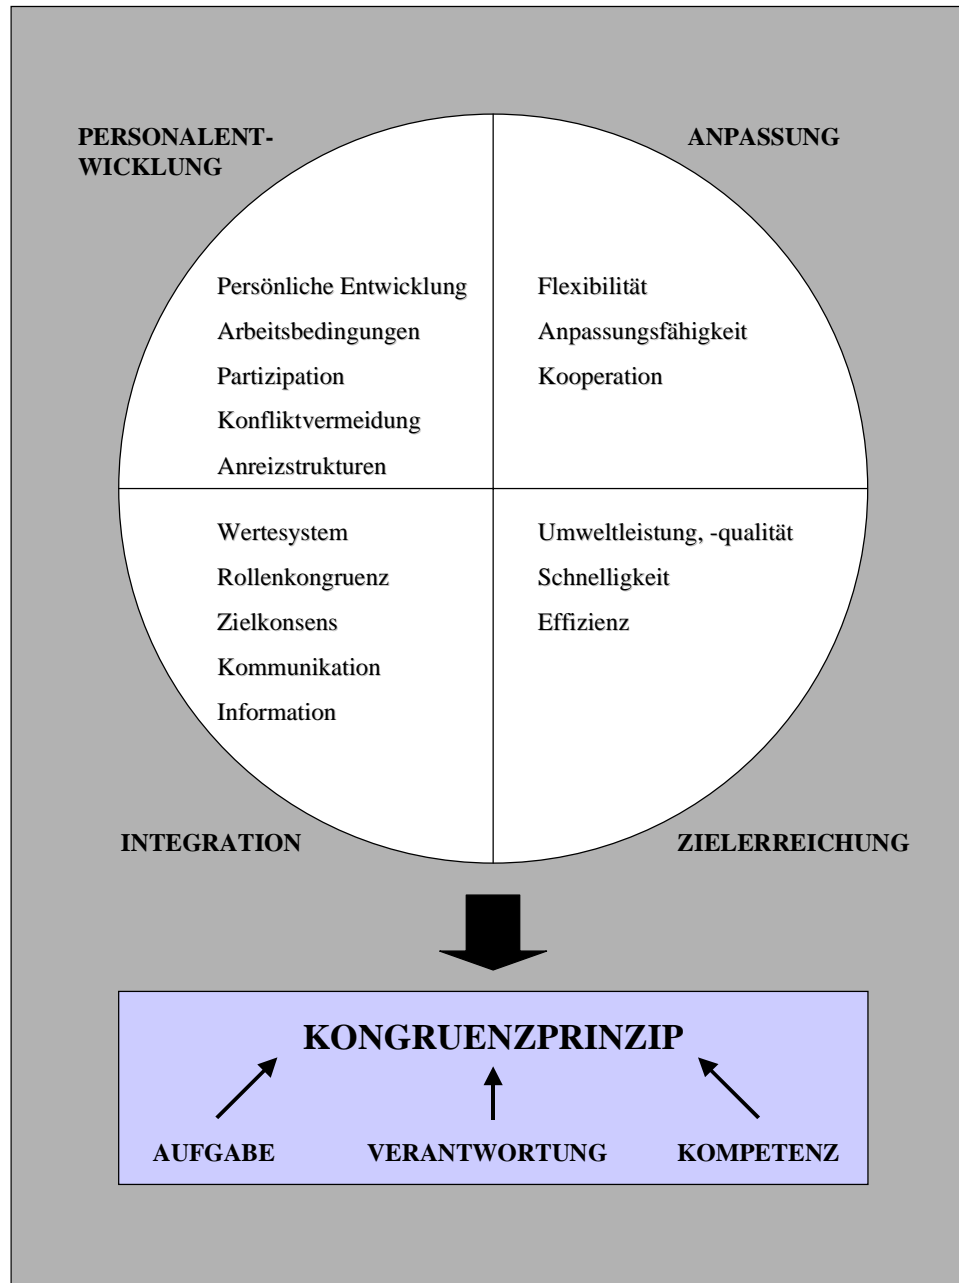 PERSONALENT-
WICKLUNG
ANPASSUNG
Persönliche Entwicklung
Arbeitsbedingungen
Partizipation
Konfliktvermeidung
Anreizstrukturen
Flexibilität
Anpassungsfähigkeit
Kooperation
Wertesystem
Rollenkongruenz
Zielkonsens
Kommunikation
Information
Umweltleistung, -qualität
Schnelligkeit
Effizienz
INTEGRATION
ZIELERREICHUNG
KONGRUENZPRINZIP
AUFGABE
VERANTWORTUNG
KOMPETENZ